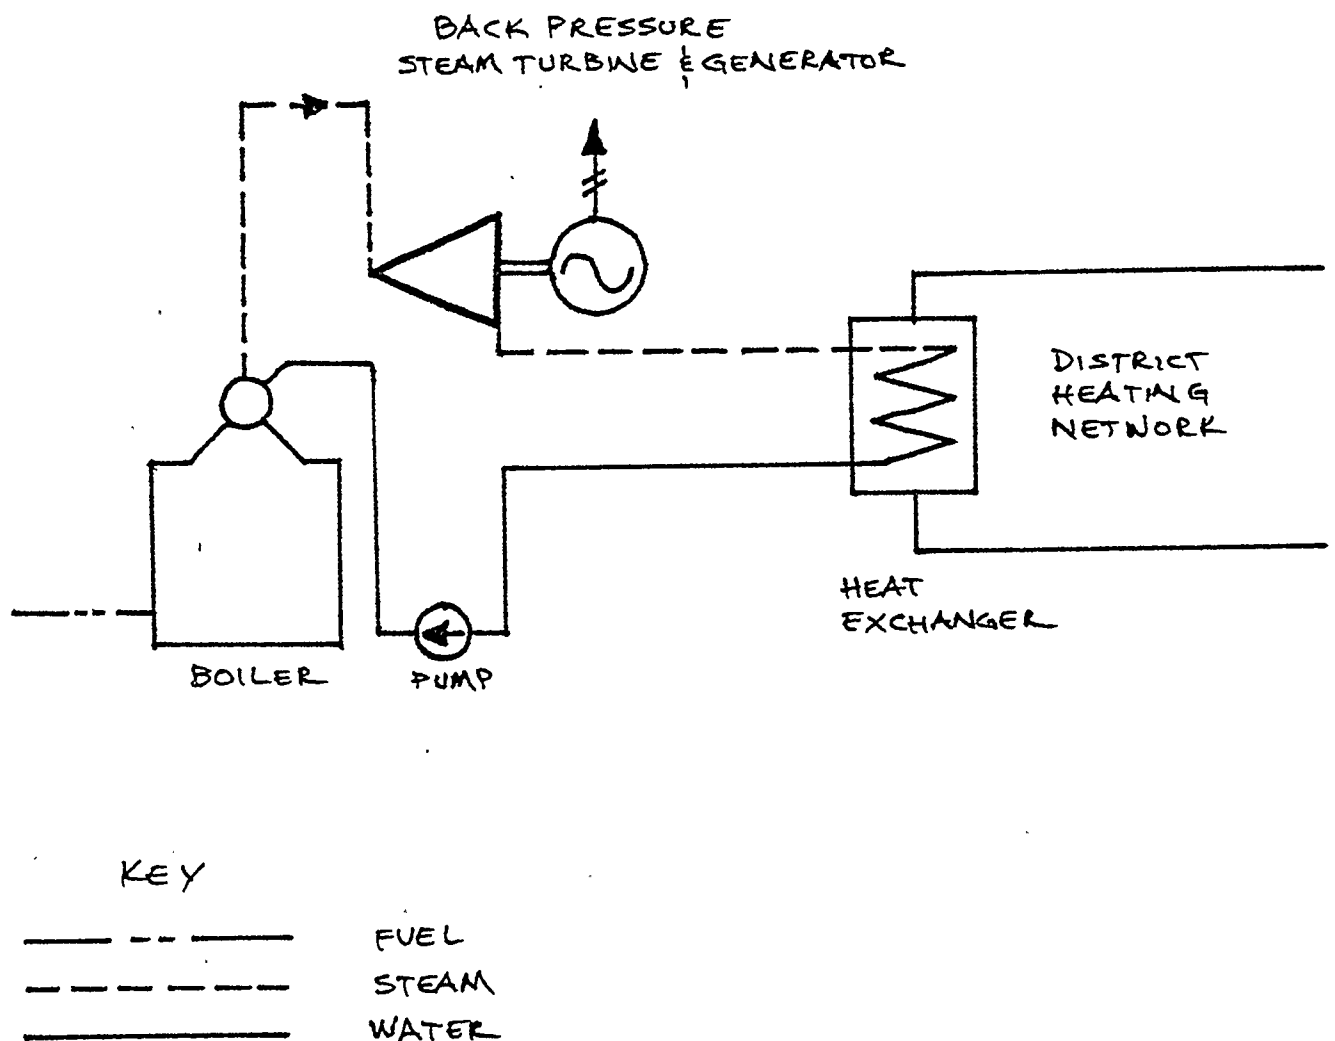 BACK PRESSURE
STEAM TURBINE & GENERATOR
DISTRICT
HEATING
NETWORK
HEAT
EXCHANGER
BOILER
PUMP
KEY
FUEL
STEAM
WATER